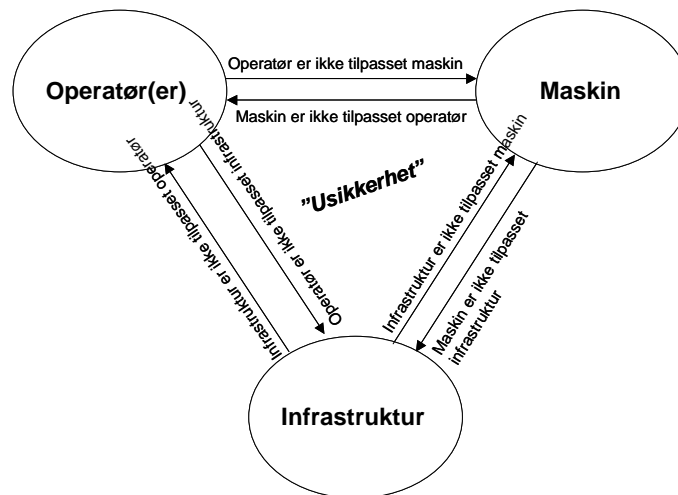 Operatør er ikke tilpasset maskin
Operatør(er)
Maskin
Maskin er ikke tilpasset operatør
Operatør er ikke tilpasset infrastruktur
Infrastruktur er ikke tilpasset operatør
"Usikkerhet"
Infrastruktur er ikke tilpasset maskin
Maskin er ikke tilpasset
infrastruktur
Infrastruktur